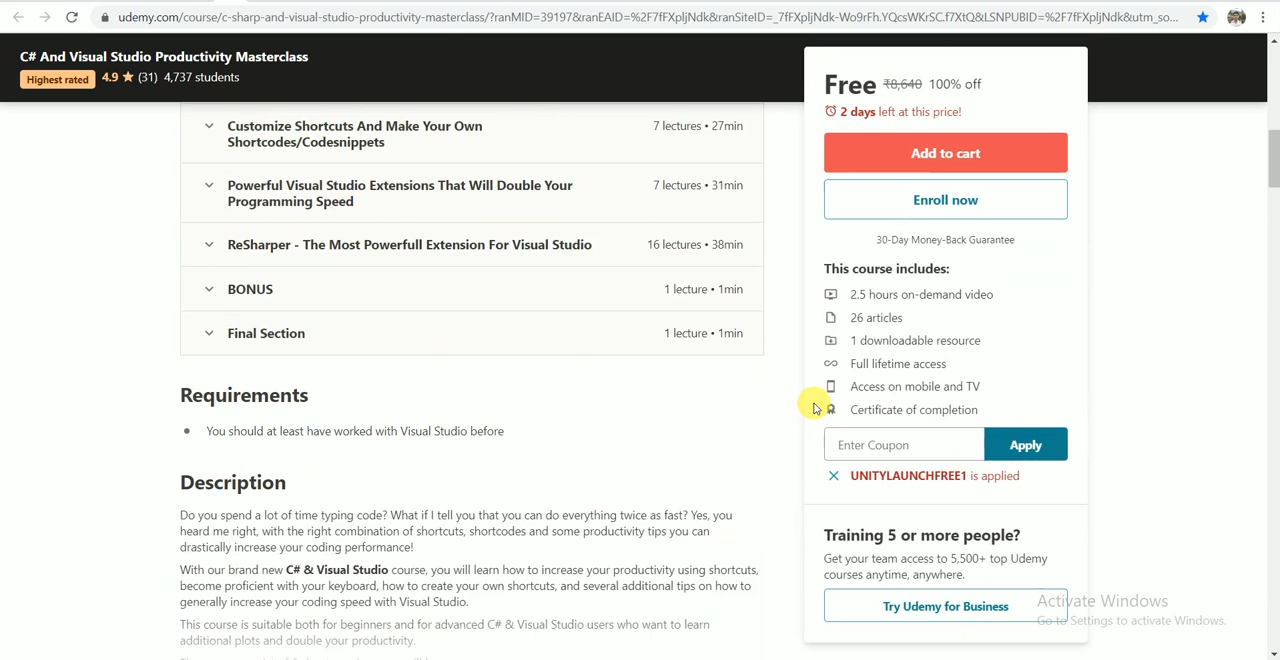 udemy.com/course/c-sharp-and-visual-studio-productivity-masterclass/?ranMID=39197&ranEAID=%2F7fFXpljNdk&ranSiteID=_7fFXpljNdk-Wo9rFh.YQcsWKrSC.f7XtQ&LSNPUBID=%2F7fFXpljNdk&utm_so...
C# And Visual Studio Productivity Masterclass
Highest rated 4.9 (31) 4,737 students
Customize Shortcuts And Make Your Own
Shortcodes/Codesnippets
7 lectures • 27min
Powerful Visual Studio Extensions That Will Double Your
Programming Speed
7 lectures • 31min
ReSharper - The Most Powerfull Extension For Visual Studio
16 lectures • 38min
BONUS
1 lecture • 1min
Final Section
1 lecture • 1min
Requirements
You should at least have worked with Visual Studio before
Description
Do you spend a lot of time typing code? What if I tell you that you can do everything twice as fast? Yes, you
heard me right, with the right combination of shortcuts, shortcodes and some productivity tips you can
drastically increase your coding performance!
With our brand new C# & Visual Studio course, you will learn how to increase your productivity using shortcuts,
become proficient with your keyboard, how to create your own shortcuts, and several additional tips on how to
generally increase your coding speed with Visual Studio.
This course is suitable both for beginners and for advanced C# & Visual Studio users who want to learn
additional plots and double your productivity.
Free ₹8,640 100% off
2 days left at this price!
Add to cart
Enroll now
30-Day Money-Back Guarantee
This course includes:
2.5 hours on-demand video
26 articles
1 downloadable resource
Full lifetime access
Access on mobile and TV
Certificate of completion
Enter Coupon
Apply
UNITYLAUNCHFREE1 is applied
Training 5 or more people?
Get your team access to 5,500+ top Udemy
courses anytime, anywhere.
Try Udemy for Business
Activate Windows
Go to Settings to activate Windows.